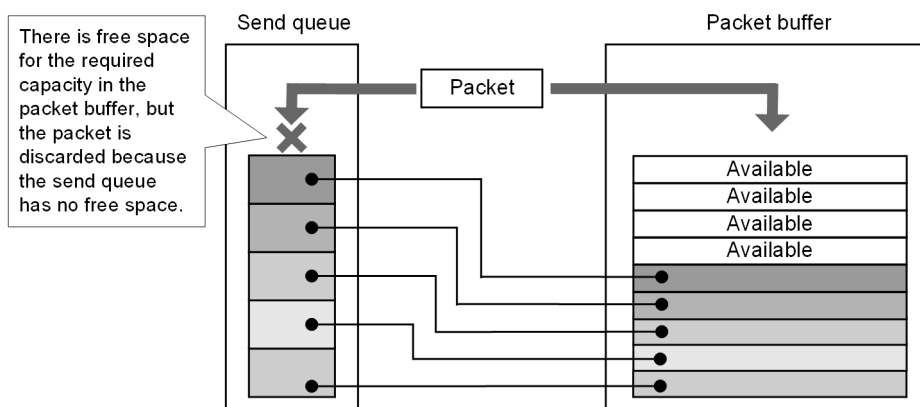 Send queue
Packet buffer
There is free space
for the required
capacity in the
packet buffer, but
the packet is
discarded because
the send queue
has no free space.
Packet
Available
Available
Available
Available